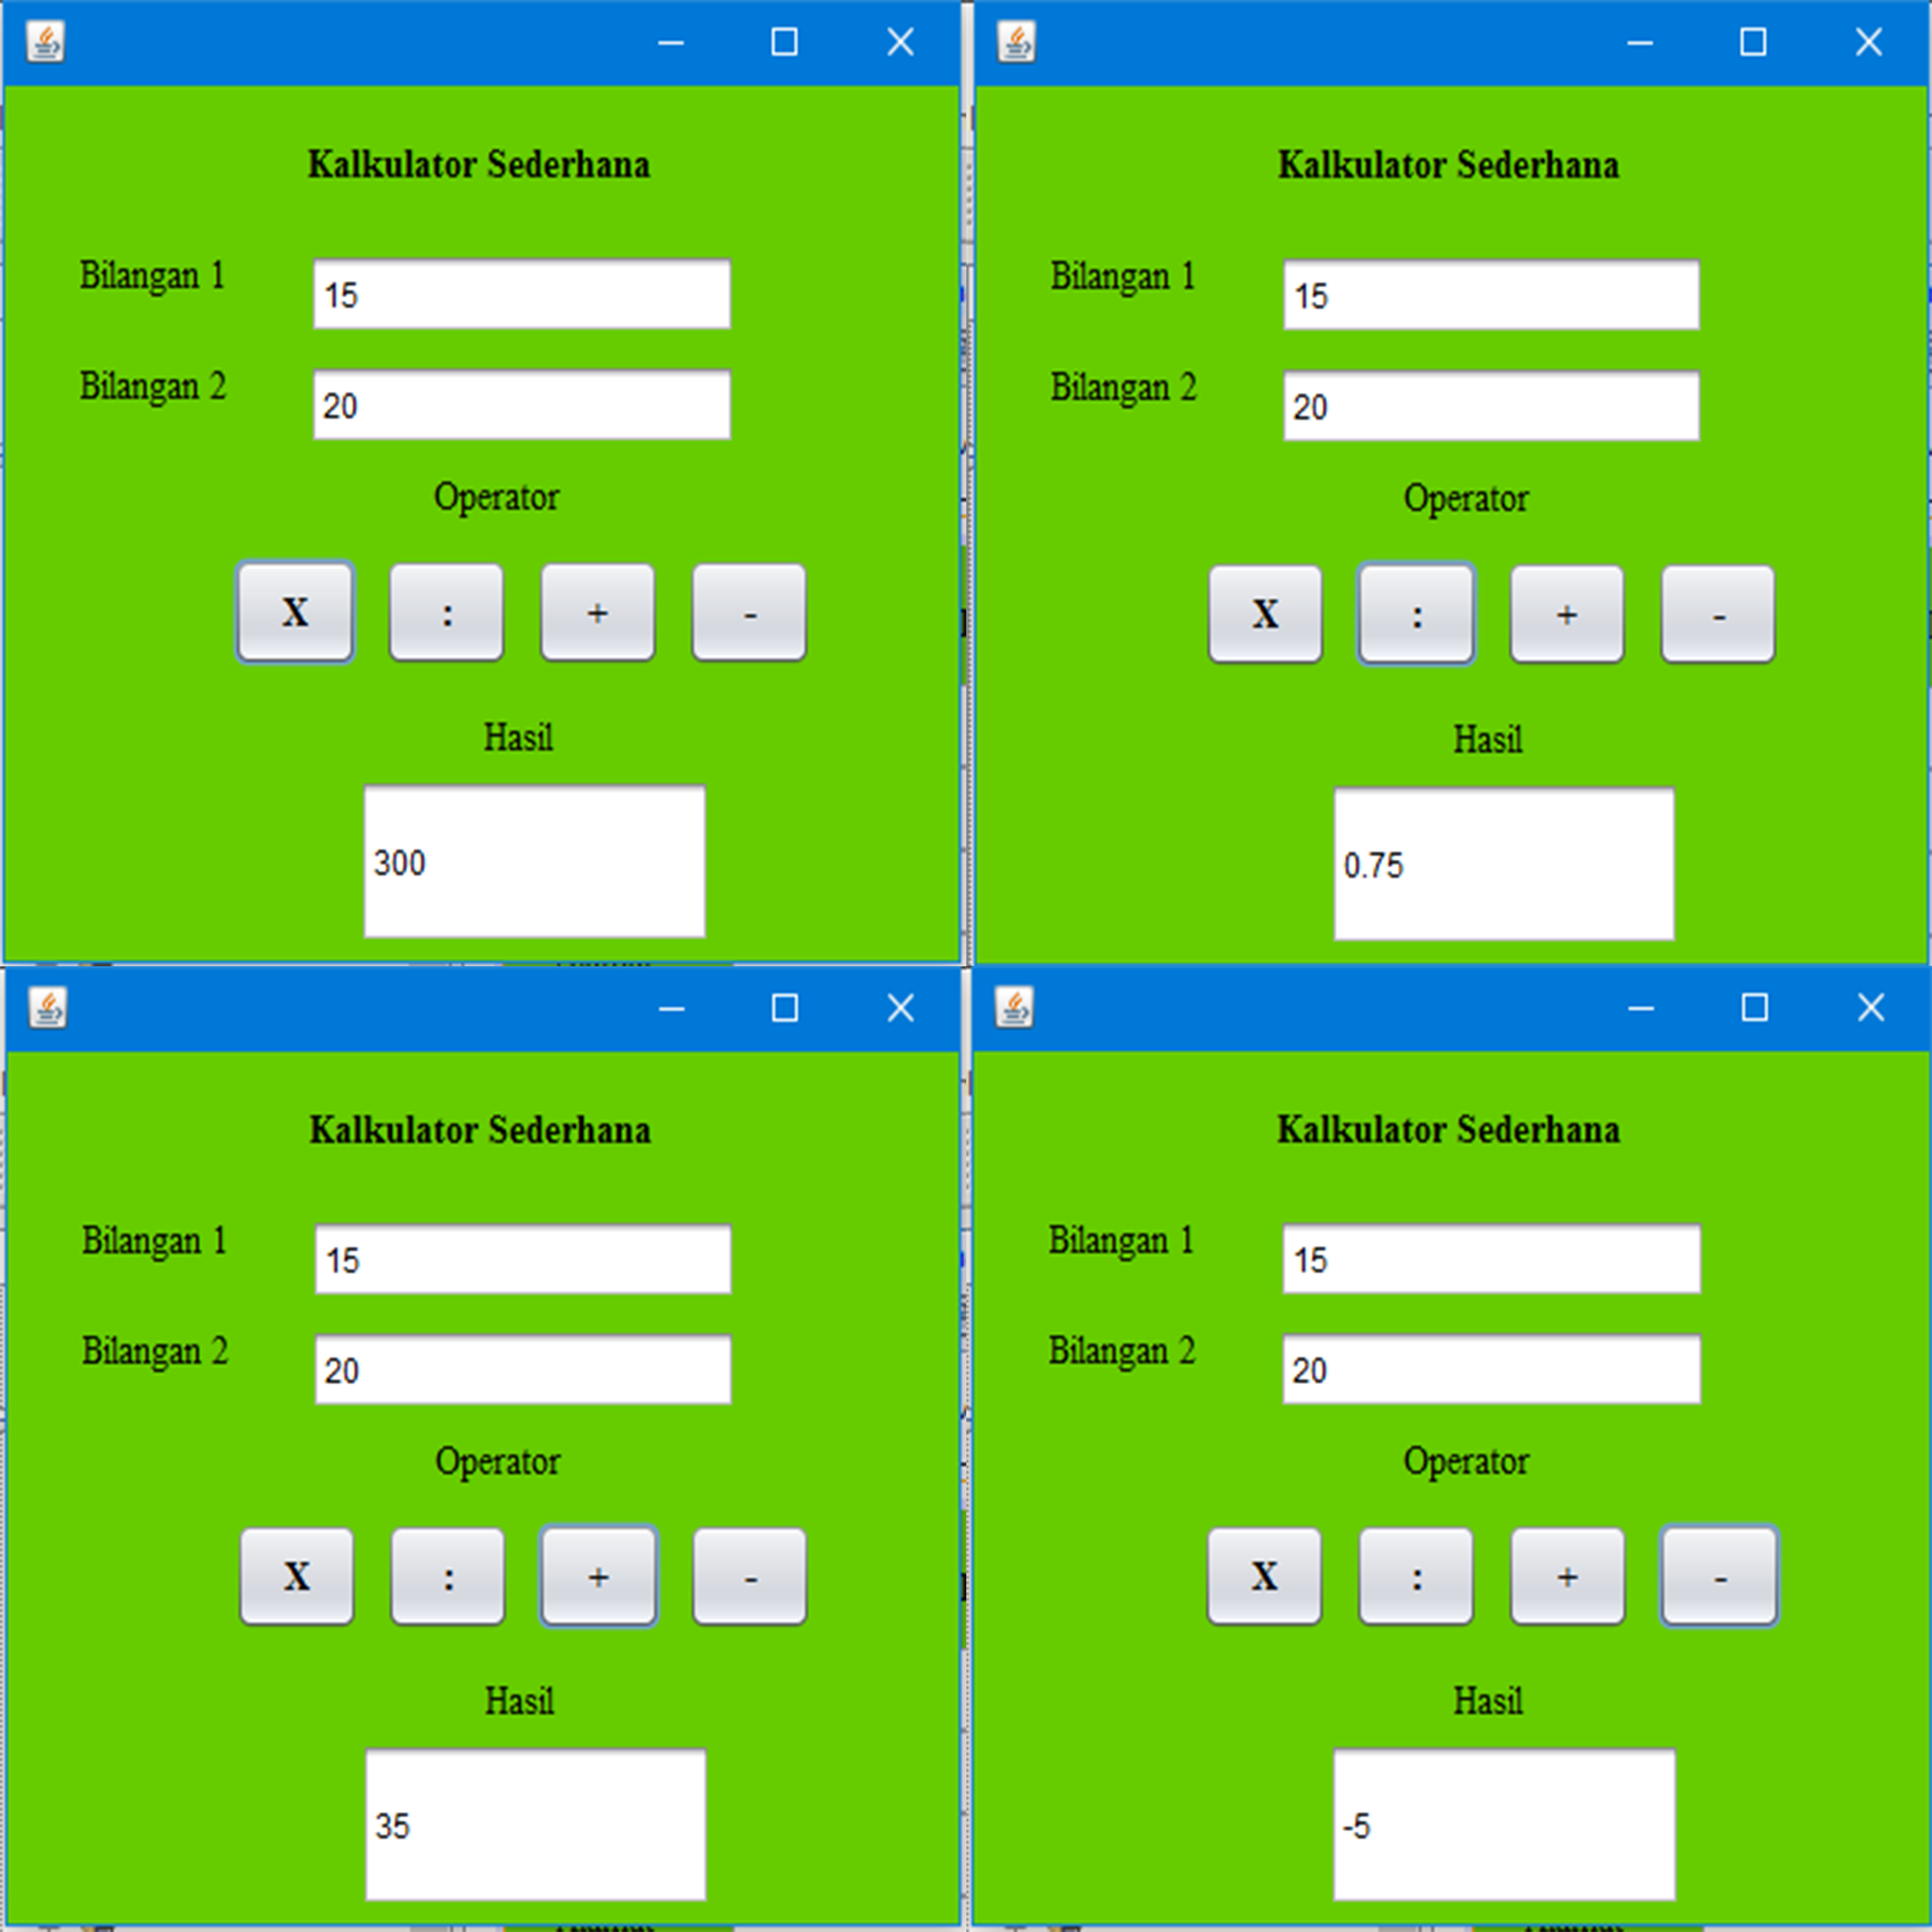 Kalkulator Sederhana
Bilangan 1 15
Bilangan 2 20
Operator
X : + -
Hasil
300
Kalkulator Sederhana
Bilangan 1 15
Bilangan 2 20
Operator
X : + -
Hasil
0.75
Kalkulator Sederhana
Bilangan 1 15
Bilangan 2 20
Operator
X : + -
Hasil
35
Kalkulator Sederhana
Bilangan 1 15
Bilangan 2 20
Operator
X : + -
Hasil
-5